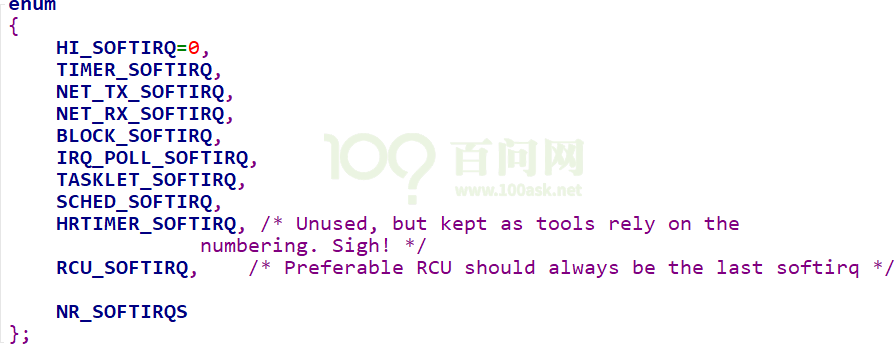 enum
{
HI_SOFTIRQ=0,
TIMER_SOFTIRQ,
NET_TX_SOFTIRQ,
NET_RX_SOFTIRQ,
BLOCK_SOFTIRQ,
IRQ_POLL_SOFTIRQ,
TASKLET_SOFTIRQ,
SCHED_SOFTIRQ,
HRTIMER_SOFTIRQ, /* Unused, but kept as tools rely on the
numbering. Sigh! */
RCU_SOFTIRQ, /* Preferable RCU should always be the last softirq */
NR_SOFTIRQS
};
100 百问网
www.100ask.net